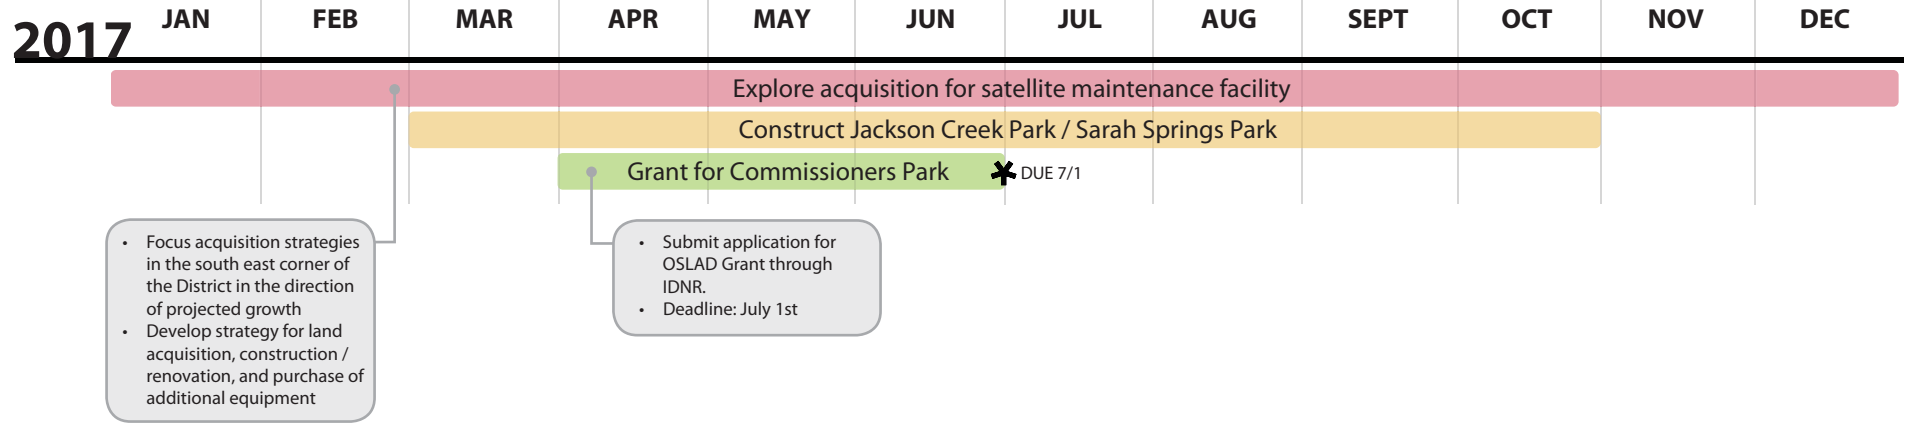 2017
JAN FEB MAR APR MAY JUN JUL AUG SEPT OCT NOV DEC
Explore acquisition for satellite maintenance facility
Construct Jackson Creek Park / Sarah Springs Park
Grant for Commissioners Park
DUE 7/1
• Focus acquisition strategies
in the south east corner of
the District in the direction
of projected growth
• Develop strategy for land
acquisition, construction /
renovation, and purchase of
additional equipment
• Submit application for
OSLAD Grant through
IDNR.
• Deadline: July 1st